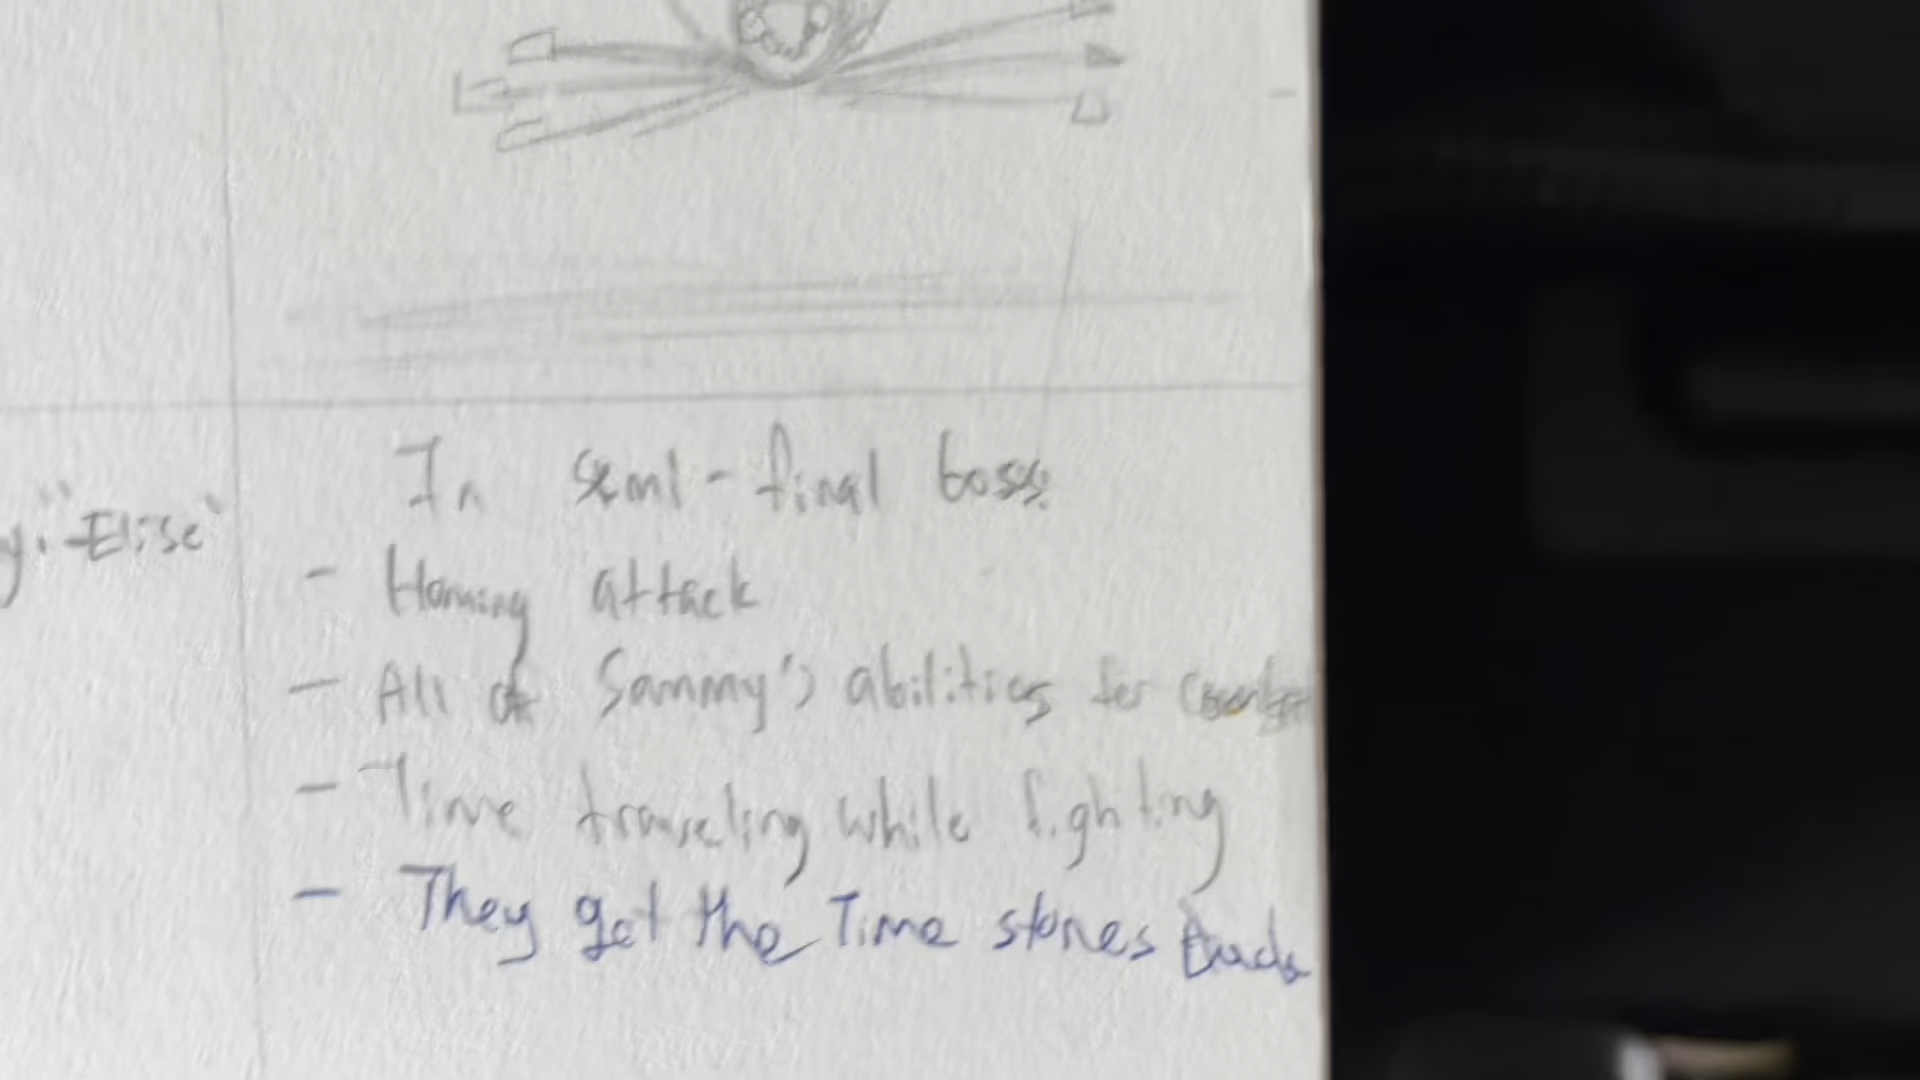 "Elise"
In semi-final boss:
- Homing attack
- All of Sammy's abilities for
- Time traveling while fighting
- They get the Time stones back